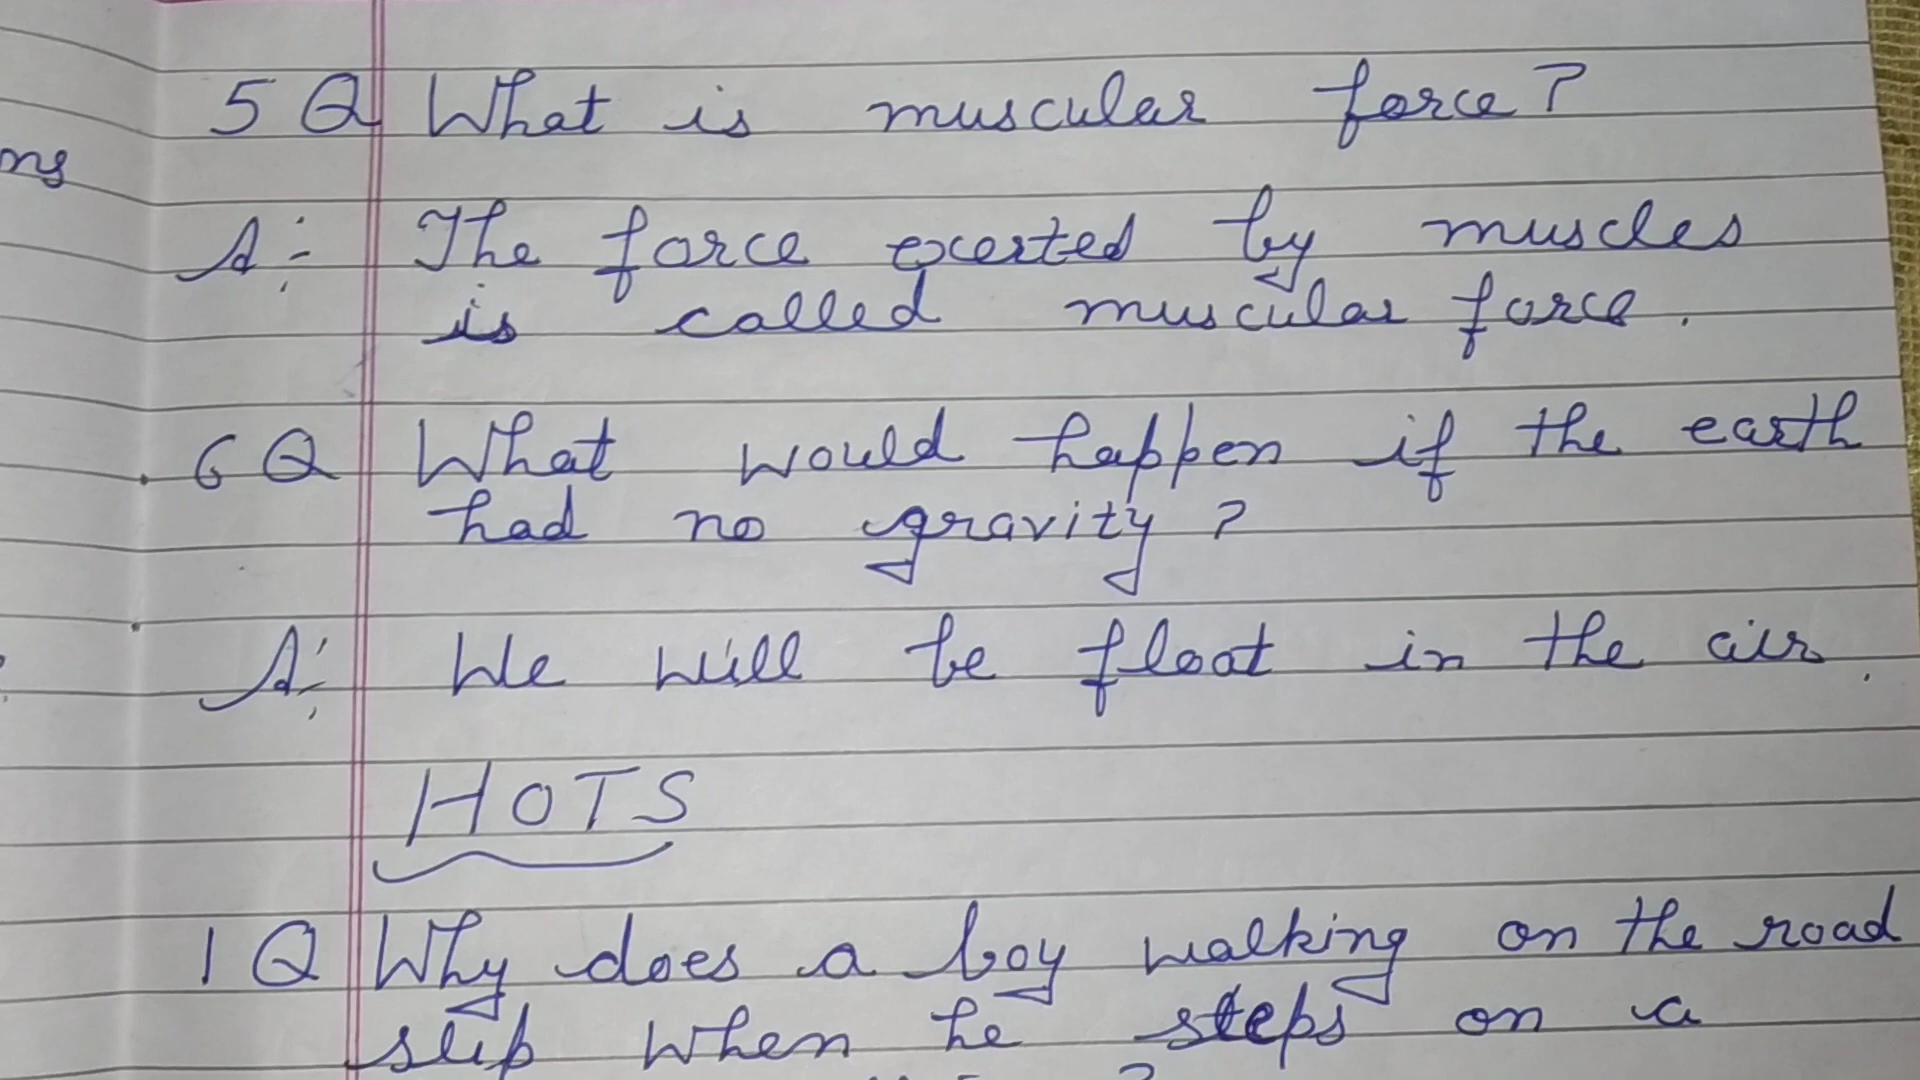 ns
5 Q What is muscular force?
A:- The force exerted by muscles
is called muscular force.
6 Q What would happen if the earth
had no gravity?
A:- We will be float in the air.
HOTS
1 Q Why does a boy walking on the road
slip when he steps on a